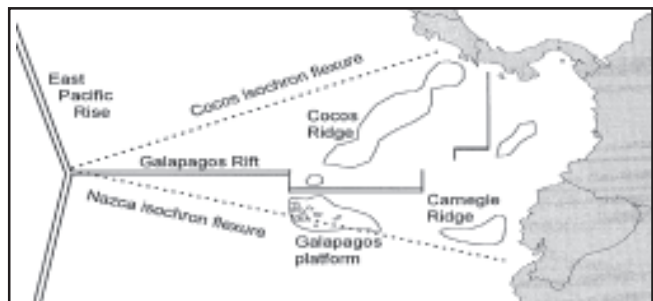 East
Pacific
Rise
Cocos isochron flexure
Cocos
Ridge
Galapagos Rift
Nazca isochron flexure
Carnegie
Ridge
Galapagos
platform